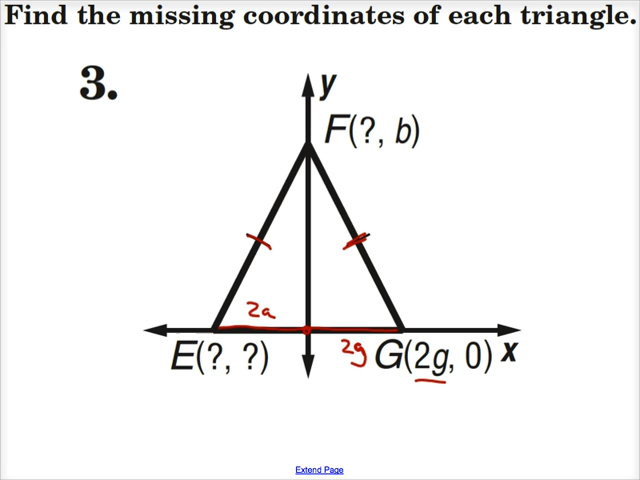 Find the missing coordinates of each triangle.
3.
y
F(?, b)
2a
E(?, ?)
2g
G(2g, 0)
x
Extend Page